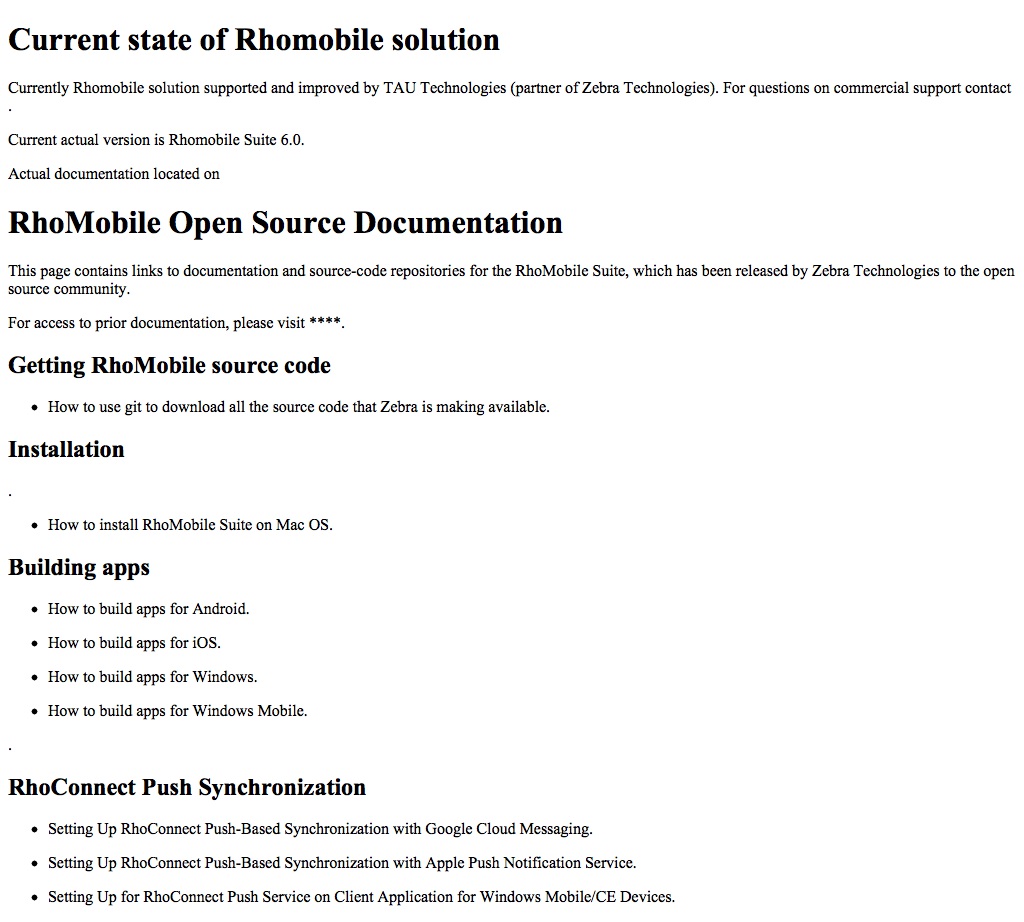 Current state of Rhomobile solution
Currently Rhomobile solution supported and improved by TAU Technologies (partner of Zebra Technologies). For questions on commercial support contact
.
Current actual version is Rhomobile Suite 6.0.
Actual documentation located on
RhoMobile Open Source Documentation
This page contains links to documentation and source-code repositories for the RhoMobile Suite, which has been released by Zebra Technologies to the open
source community.
For access to prior documentation, please visit ****.
Getting RhoMobile source code
• How to use git to download all the source code that Zebra is making available.
Installation
.
• How to install RhoMobile Suite on Mac OS.
Building apps
• How to build apps for Android.
• How to build apps for iOS.
• How to build apps for Windows.
• How to build apps for Windows Mobile.
.
RhoConnect Push Synchronization
• Setting Up RhoConnect Push-Based Synchronization with Google Cloud Messaging.
• Setting Up RhoConnect Push-Based Synchronization with Apple Push Notification Service.
• Setting Up for RhoConnect Push Service on Client Application for Windows Mobile/CE Devices.